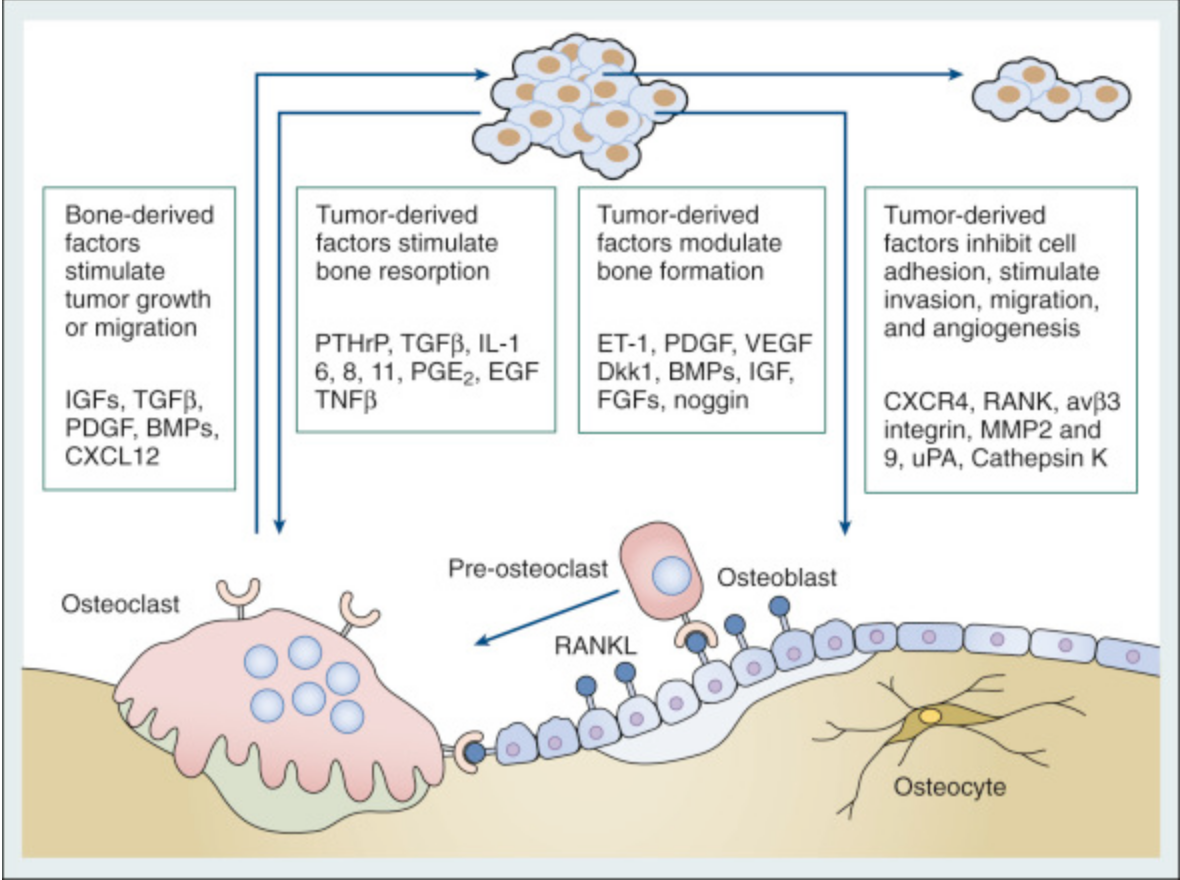 Bone-derived
factors
stimulate
tumor growth
or migration
IGFs, TGFβ,
PDGF, BMPs,
CXCL12
Tumor-derived
factors stimulate
bone resorption
PTHrP, TGFβ, IL-1
6, 8, 11, PGE₂, EGF
TNFβ
Tumor-derived
factors modulate
bone formation
ET-1, PDGF, VEGF
Dkk1, BMPs, IGF,
FGFs, noggin
Tumor-derived
factors inhibit cell
adhesion, stimulate
invasion, migration,
and angiogenesis
CXCR4, RANK, avβ3
integrin, MMP2 and
9, uPA, Cathepsin K
Pre-osteoclast
Osteoblast
Osteoclast
RANKL
Osteocyte